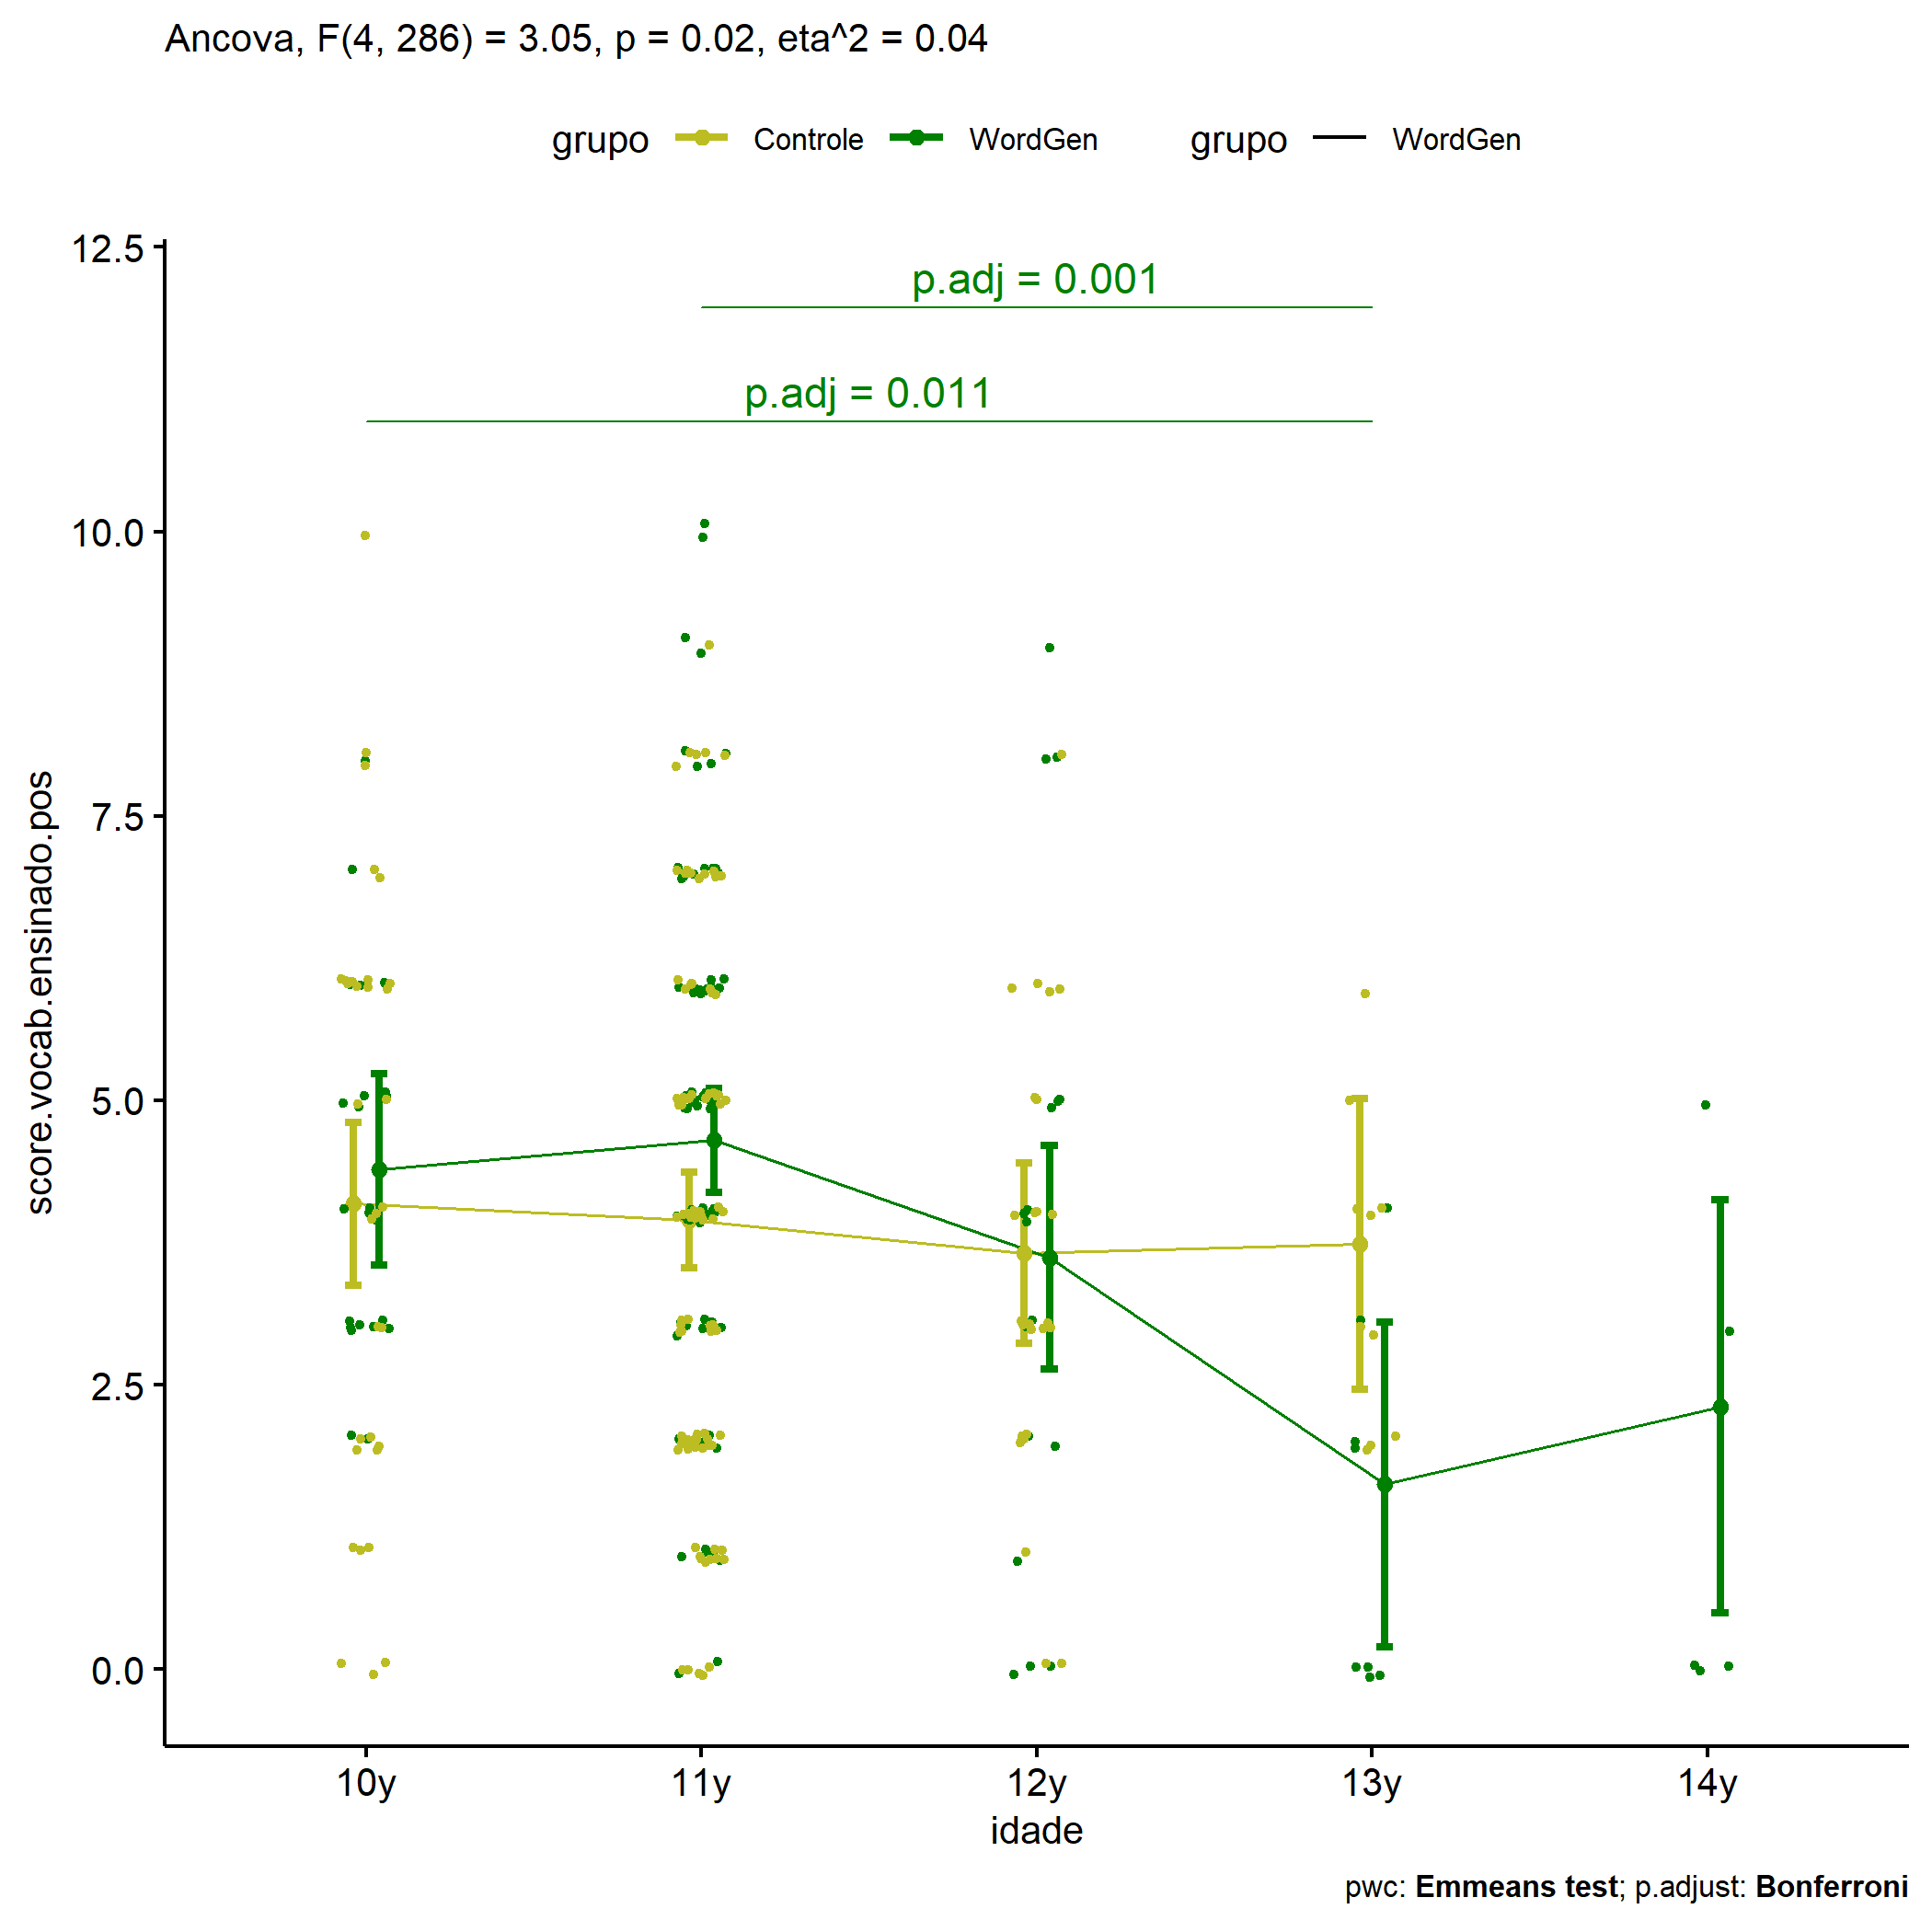 Ancova, F(4, 286) = 3.05, p = 0.02, eta^2 = 0.04
grupo Controle WordGen grupo WordGen
12.5
p.adj = 0.001
p.adj = 0.011
10.0
7.5
5.0
2.5
0.0
score.vocab.ensinado.pos
10y 11y 12y 13y 14y
idade
pwc: Emmeans test; p.adjust: Bonferroni